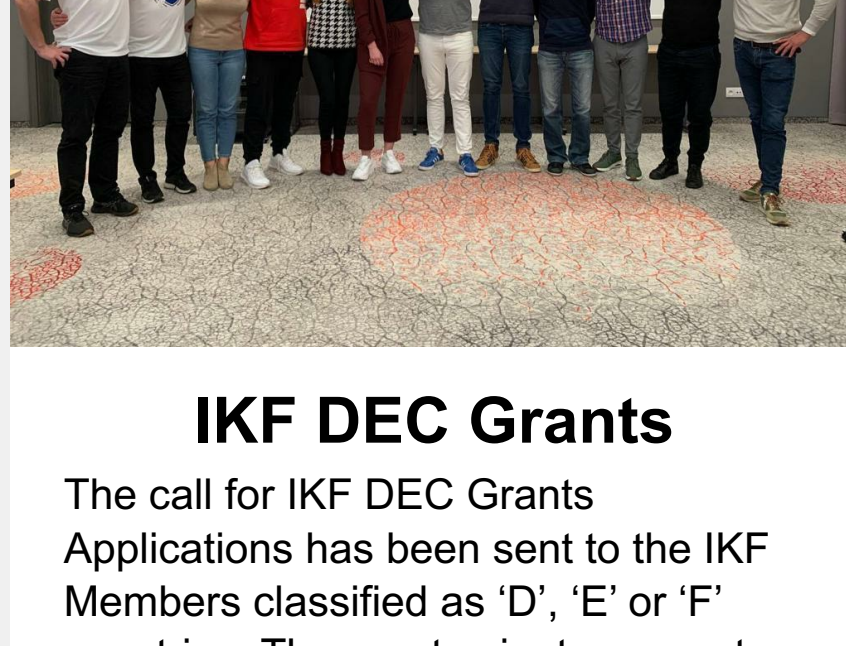 IKF DEC Grants
The call for IKF DEC Grants
Applications has been sent to the IKF
Members classified as ‘D’, ‘E’ or ‘F’